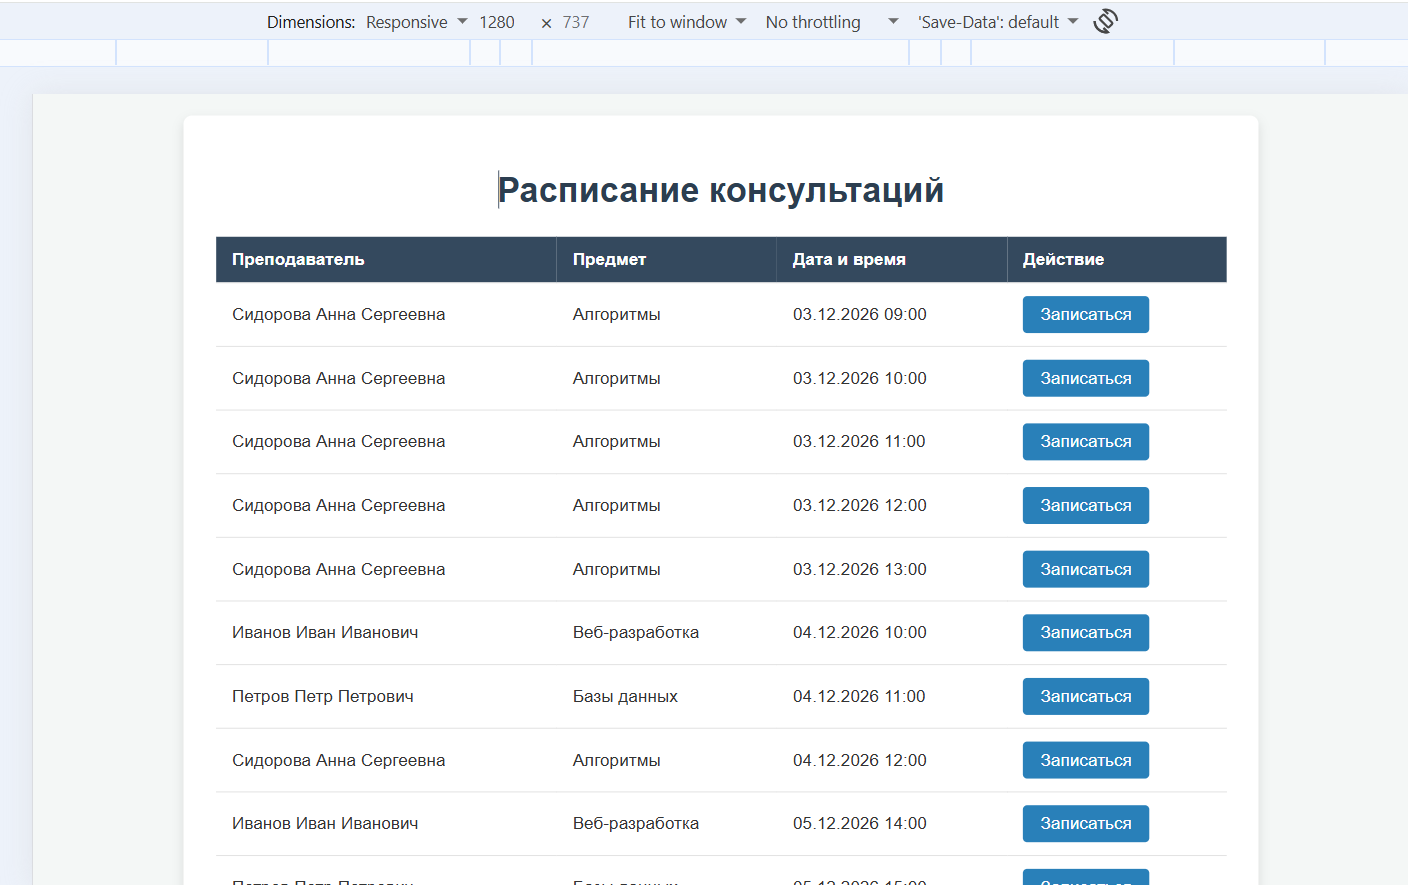 Dimensions: Responsive 1280 × 737 Fit to window No throttling 'Save-Data': default
Расписание консультаций
Преподаватель Предмет Дата и время Действие
Сидорова Анна Сергеевна Алгоритмы 03.12.2026 09:00 Записаться
Сидорова Анна Сергеевна Алгоритмы 03.12.2026 10:00 Записаться
Сидорова Анна Сергеевна Алгоритмы 03.12.2026 11:00 Записаться
Сидорова Анна Сергеевна Алгоритмы 03.12.2026 12:00 Записаться
Сидорова Анна Сергеевна Алгоритмы 03.12.2026 13:00 Записаться
Иванов Иван Иванович Веб-разработка 04.12.2026 10:00 Записаться
Петров Петр Петрович Базы данных 04.12.2026 11:00 Записаться
Сидорова Анна Сергеевна Алгоритмы 04.12.2026 12:00 Записаться
Иванов Иван Иванович Веб-разработка 05.12.2026 14:00 Записаться